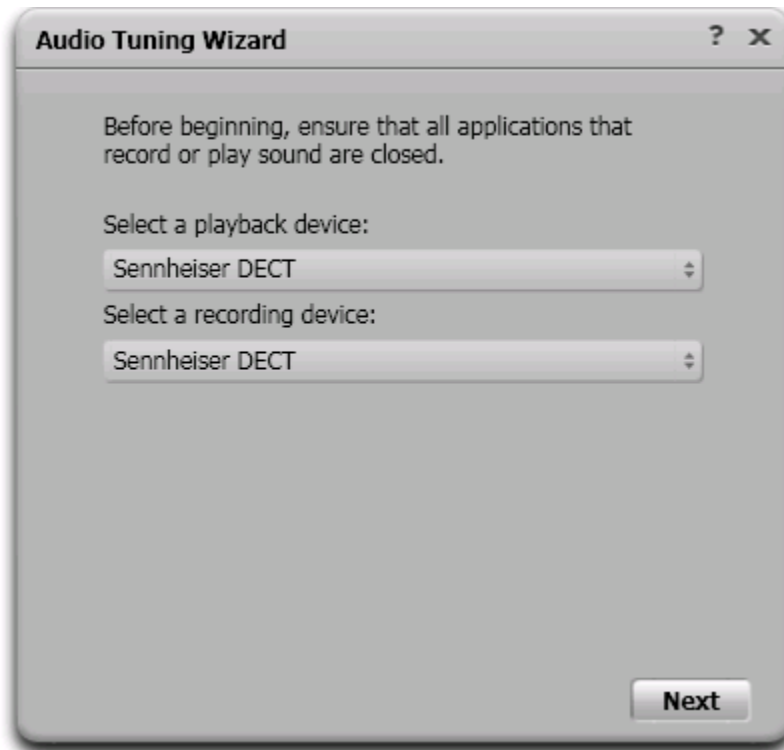 Audio Tuning Wizard ? X
Before beginning, ensure that all applications that
record or play sound are closed.
Select a playback device:
Sennheiser DECT
Select a recording device:
Sennheiser DECT
Next